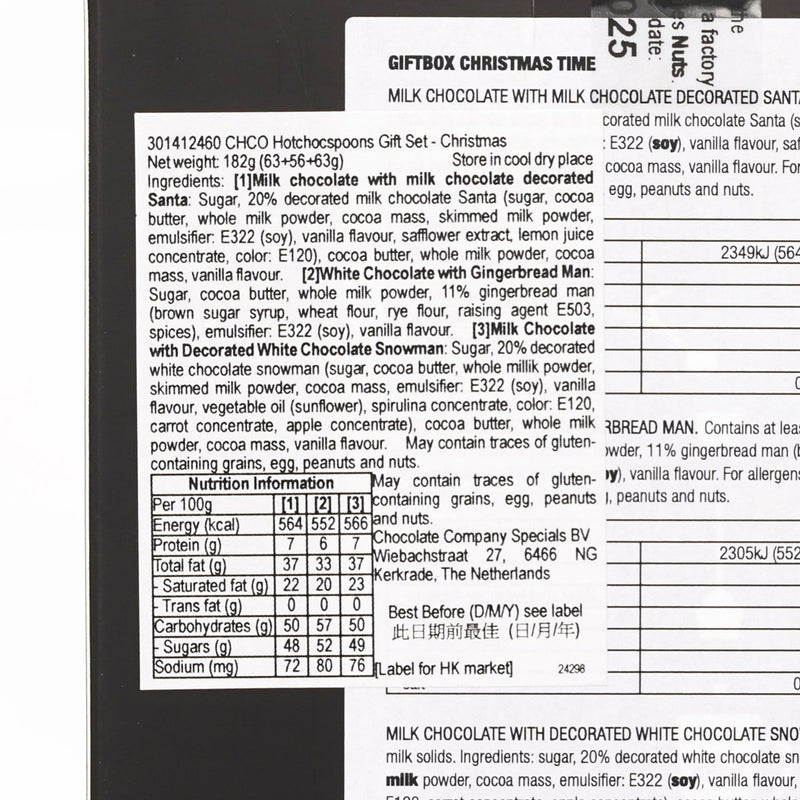 GIFTBOX CHRISTMAS TIME
MILK CHOCOLATE WITH MILK CHOCOLATE DECORATED
corated milk chocolate Santa
: E322 (soy), vanilla flavour,
cocoa mass, vanilla flavour. For
egg, peanuts and nuts.
a factory
Nuts.
date:
25
301412460 CHCO Hotchocspoons Gift Set - Christmas
Net weight: 182g (63+56+63g) Store in cool dry place
Ingredients: [1]Milk chocolate with milk chocolate decorated
Santa: Sugar, 20% decorated milk chocolate Santa (sugar, cocoa
butter, whole milk powder, cocoa mass, skimmed milk powder,
emulsifier: E322 (soy), vanilla flavour, safflower extract, lemon juice
concentrate, color: E120), cocoa butter, whole milk powder, cocoa
mass, vanilla flavour. [2]White Chocolate with Gingerbread Man:
Sugar, cocoa butter, whole milk powder, 11% gingerbread man
(brown sugar syrup, wheat flour, rye flour, raising agent E503,
spices), emulsifier: E322 (soy), vanilla flavour. [3]Milk Chocolate
with Decorated White Chocolate Snowman: Sugar, 20% decorated
white chocolate snowman (sugar, cocoa butter, whole millik powder,
skimmed milk powder, cocoa mass, emulsifier: E322 (soy), vanilla
flavour, vegetable oil (sunflower), spirulina concentrate, color: E120,
carrot concentrate, apple concentrate), cocoa butter, whole milk
powder, cocoa mass, vanilla flavour. May contain traces of gluten-
containing grains, egg, peanuts and nuts.
Nutrition Information
Per 100g [1] [2] [3]
Energy (kcal) 564 552 566
Protein (g) 7 6 7
Total fat (g) 37 33 37
- Saturated fat (g) 22 20 23
- Trans fat (g) 0 0 0
Carbohydrates (g) 50 57 50
- Sugars (g) 48 52 49
Sodium (mg) 72 80 76
May contain traces of gluten-
containing grains, egg, peanuts
and nuts.
Chocolate Company Specials BV
Wiebachstraat 27, 6466 NG
Kerkrade, The Netherlands
Best Before (D/M/Y) see label
此日期前最佳 (日/月/年)
[Label for HK market] 24298
2349kJ (564
RBREAD MAN. Contains at leas
wder, 11% gingerbread man
vanilla flavour. For allergens
, peanuts and nuts.
2305kJ (552
MILK CHOCOLATE WITH DECORATED WHITE CHOCOLATE SNO
milk solids. Ingredients: sugar, 20% decorated white chocolate sn
milk powder, cocoa mass, emulsifier: E322 (soy), vanilla flavour,